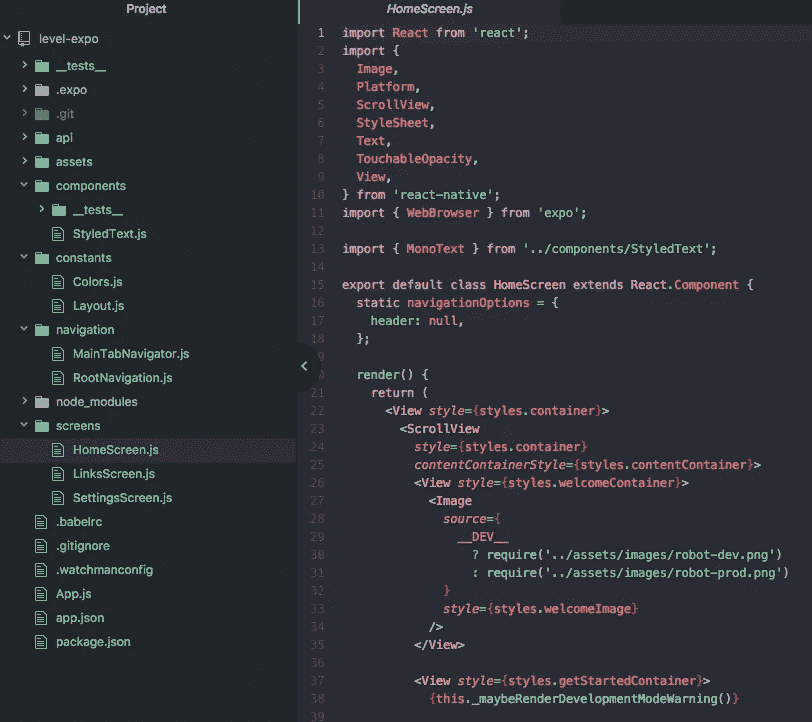 Project
level-expo
__tests__
.expo
.git
api
assets
components
__tests__
StyledText.js
constants
Colors.js
Layout.js
navigation
MainTabNavigator.js
RootNavigation.js
node_modules
screens
HomeScreen.js
LinksScreen.js
SettingsScreen.js
.babelrc
.gitignore
.watchmanconfig
App.js
app.json
package.json
HomeScreen.js
1 import React from 'react';
2 import {
3 Image,
4 Platform,
5 ScrollView,
6 StyleSheet,
7 Text,
8 TouchableOpacity,
9 View,
10 } from 'react-native';
11 import { WebBrowser } from 'expo';
12
13 import { MonoText } from '../components/StyledText';
14
15 export default class HomeScreen extends React.Component {
16 static navigationOptions = {
17 header: null,
18 };
9
0 render() {
21 return (
22 <View style={styles.container}>
23 <ScrollView
24 style={styles.container}
25 contentContainerStyle={styles.contentContainer}>
26 <View style={styles.welcomeContainer}>
27 <Image
28 source={
29 __DEV__
30 ? require('../assets/images/robot-dev.png')
31 : require('../assets/images/robot-prod.png')
32 }
33 style={styles.welcomeImage}
34 />
35 </View>
36
37 <View style={styles.getStartedContainer}>
38 {this._maybeRenderDevelopmentModeWarning()}
39